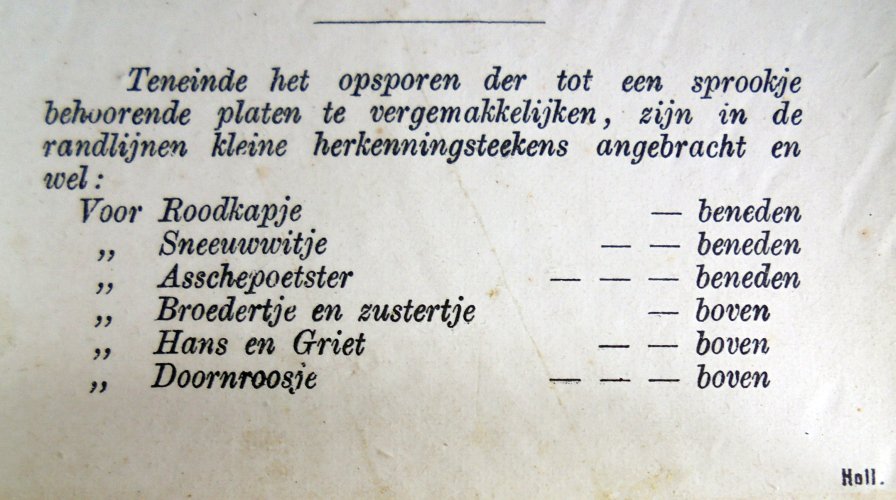 Teneinde het opsporen der tot een sprookje
behoorende platen te vergemakkelijken, zijn in de
randlijnen kleine herkenningsteekens angebracht en
wel:
Voor Roodkapje — beneden
„ Sneeuwwitje — — beneden
„ Asschepoetster — — — beneden
„ Broedertje en zustertje — boven
„ Hans en Griet — — boven
„ Doornroosje — — — boven
Holl.